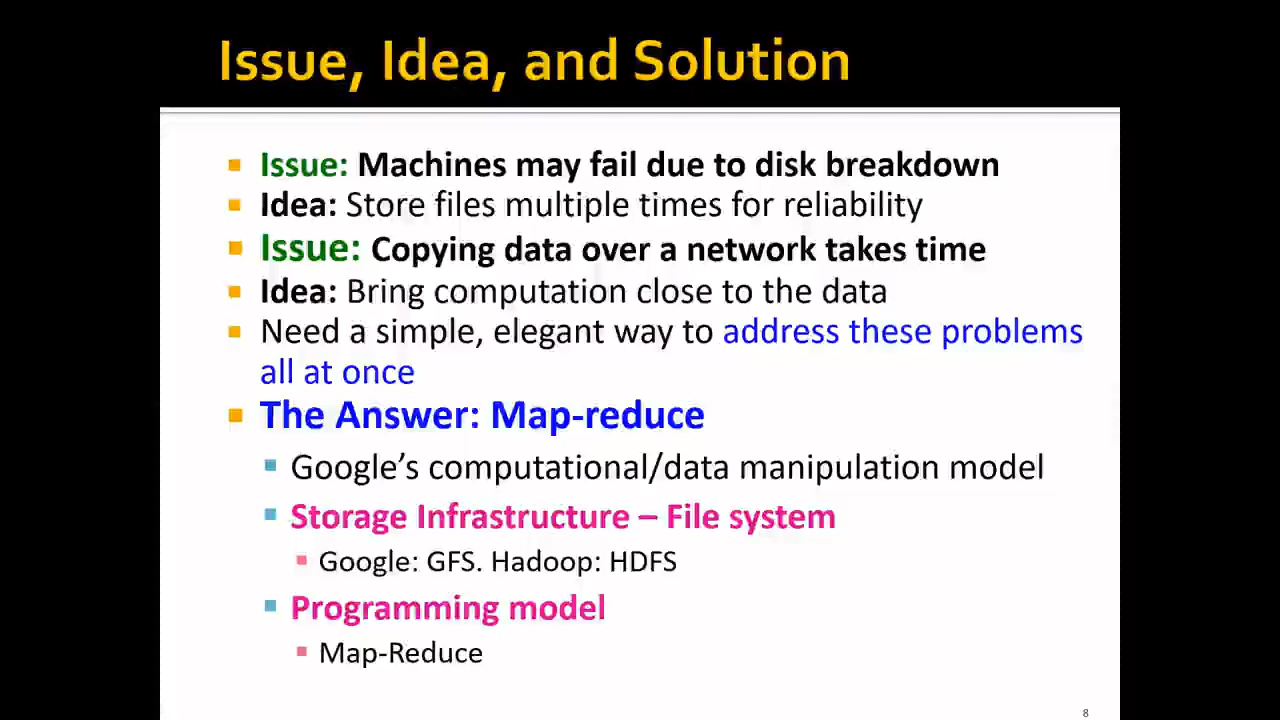 Issue, Idea, and Solution
Issue: Machines may fail due to disk breakdown
Idea: Store files multiple times for reliability
Issue: Copying data over a network takes time
Idea: Bring computation close to the data
Need a simple, elegant way to address these problems
all at once
The Answer: Map-reduce
Google’s computational/data manipulation model
Storage Infrastructure – File system
Google: GFS. Hadoop: HDFS
Programming model
Map-Reduce
8